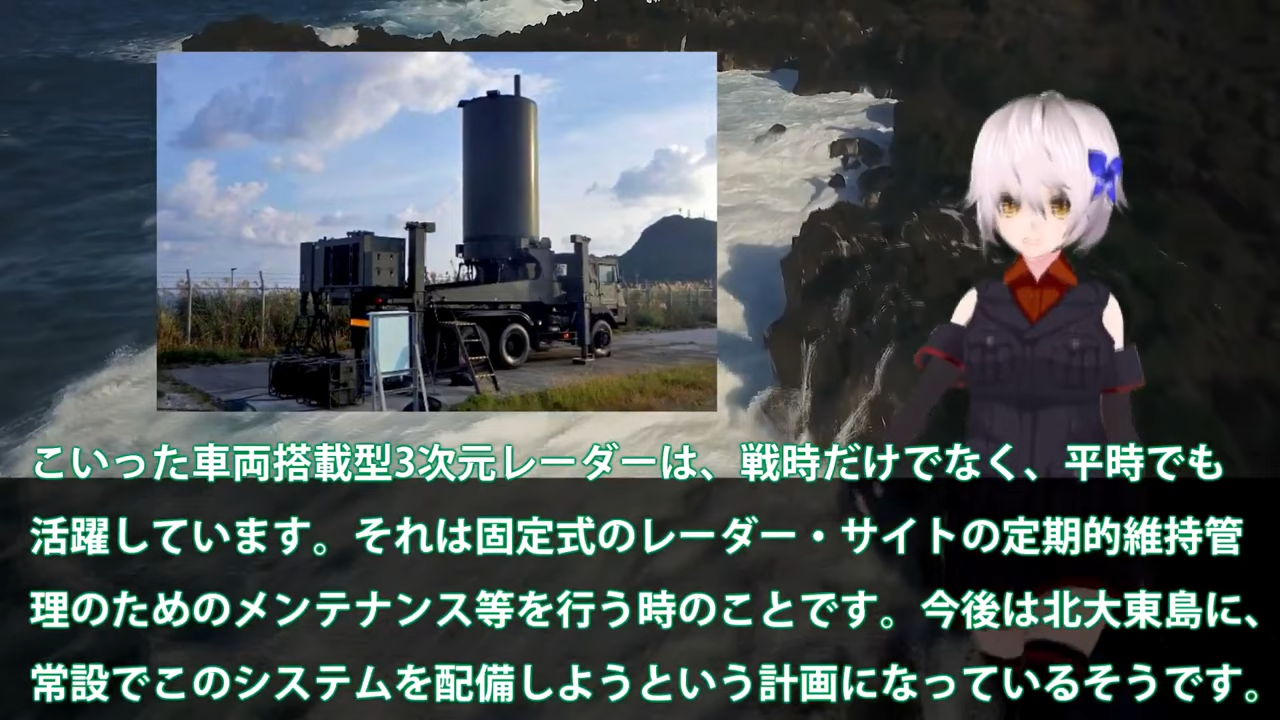 こいった車両搭載型3次元レーダーは、戦時だけでなく、平時でも
活躍しています。それは固定式のレーダー・サイトの定期的維持管
理のためのメンテナンス等を行う時のことです。今後は北大東島に、
常設でこのシステムを配備しようという計画になっているそうです。